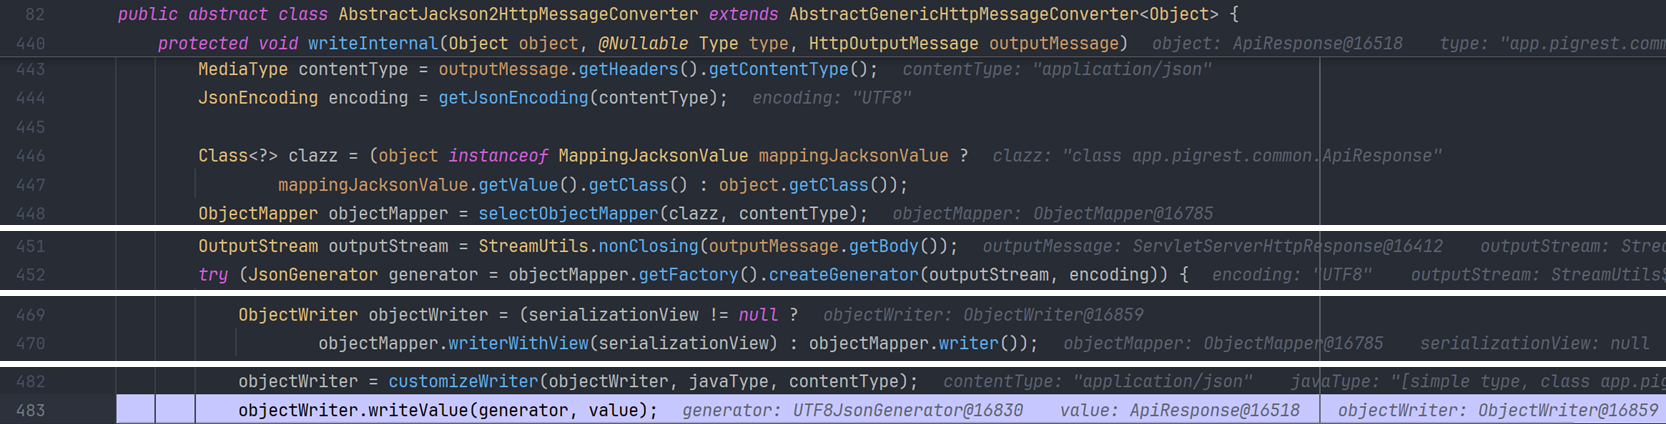 82 public abstract class AbstractJackson2HttpMessageConverter extends AbstractGenericHttpMessageConverter<Object> {
440 protected void writeInternal(Object object, @Nullable Type type, HttpOutputMessage outputMessage) object: ApiResponse@16518 type: "app.pigrest.comm
443 MediaType contentType = outputMessage.getHeaders().getContentType(); contentType: "application/json"
444 JsonEncoding encoding = getJsonEncoding(contentType); encoding: "UTF8"
445
446 Class<?> clazz = (object instanceof MappingJacksonValue mappingJacksonValue ? clazz: "class app.pigrest.common.ApiResponse"
447 mappingJacksonValue.getValue().getClass() : object.getClass());
448 ObjectMapper objectMapper = selectObjectMapper(clazz, contentType); objectMapper: ObjectMapper@16785
451 OutputStream outputStream = StreamUtils.nonClosing(outputMessage.getBody()); outputMessage: ServletServerHttpResponse@16412 outputStream: Stre
452 try (JsonGenerator generator = objectMapper.getFactory().createGenerator(outputStream, encoding)) { encoding: "UTF8" outputStream: StreamUtils$
469 ObjectWriter objectWriter = (serializationView != null ? objectWriter: ObjectWriter@16859
470 objectMapper.writerWithView(serializationView) : objectMapper.writer()); objectMapper: ObjectMapper@16785 serializationView: null
482 objectWriter = customizeWriter(objectWriter, javaType, contentType); contentType: "application/json" javaType: "[simple type, class app.pig
483 objectWriter.writeValue(generator, value); generator: UTF8JsonGenerator@16830 value: ApiResponse@16518 objectWriter: ObjectWriter@16859